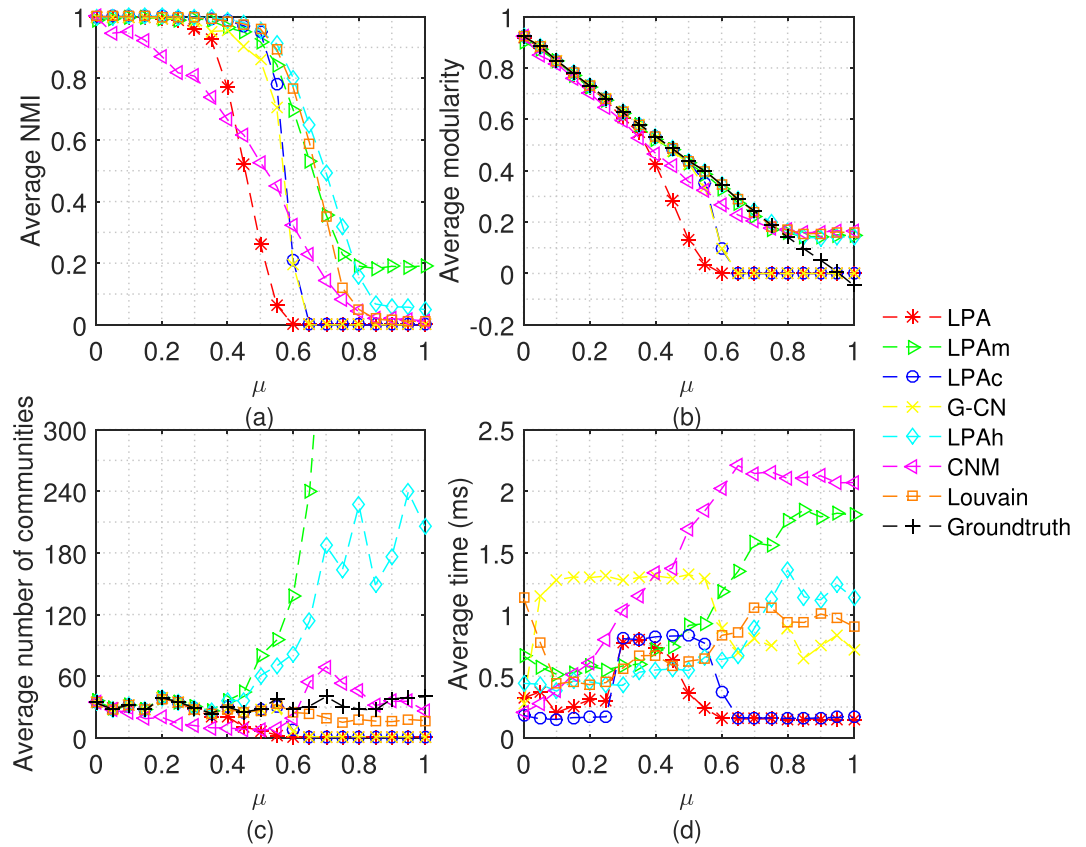 1
0.8
0.6
0.4
0.2
0
0 0.2 0.4 0.6 0.8 1
Average NMI
μ
(a)
1
0.8
0.6
0.4
0.2
0
-0.2
0 0.2 0.4 0.6 0.8 1
Average modularity
μ
(b)
300
240
180
120
60
0
0 0.2 0.4 0.6 0.8 1
Average number of communities
μ
(c)
2.5
2
1.5
1
0.5
0
0 0.2 0.4 0.6 0.8 1
Average time (ms)
μ
(d)
LPA
LPAm
LPAc
G-CN
LPAh
CNM
Louvain
Groundtruth